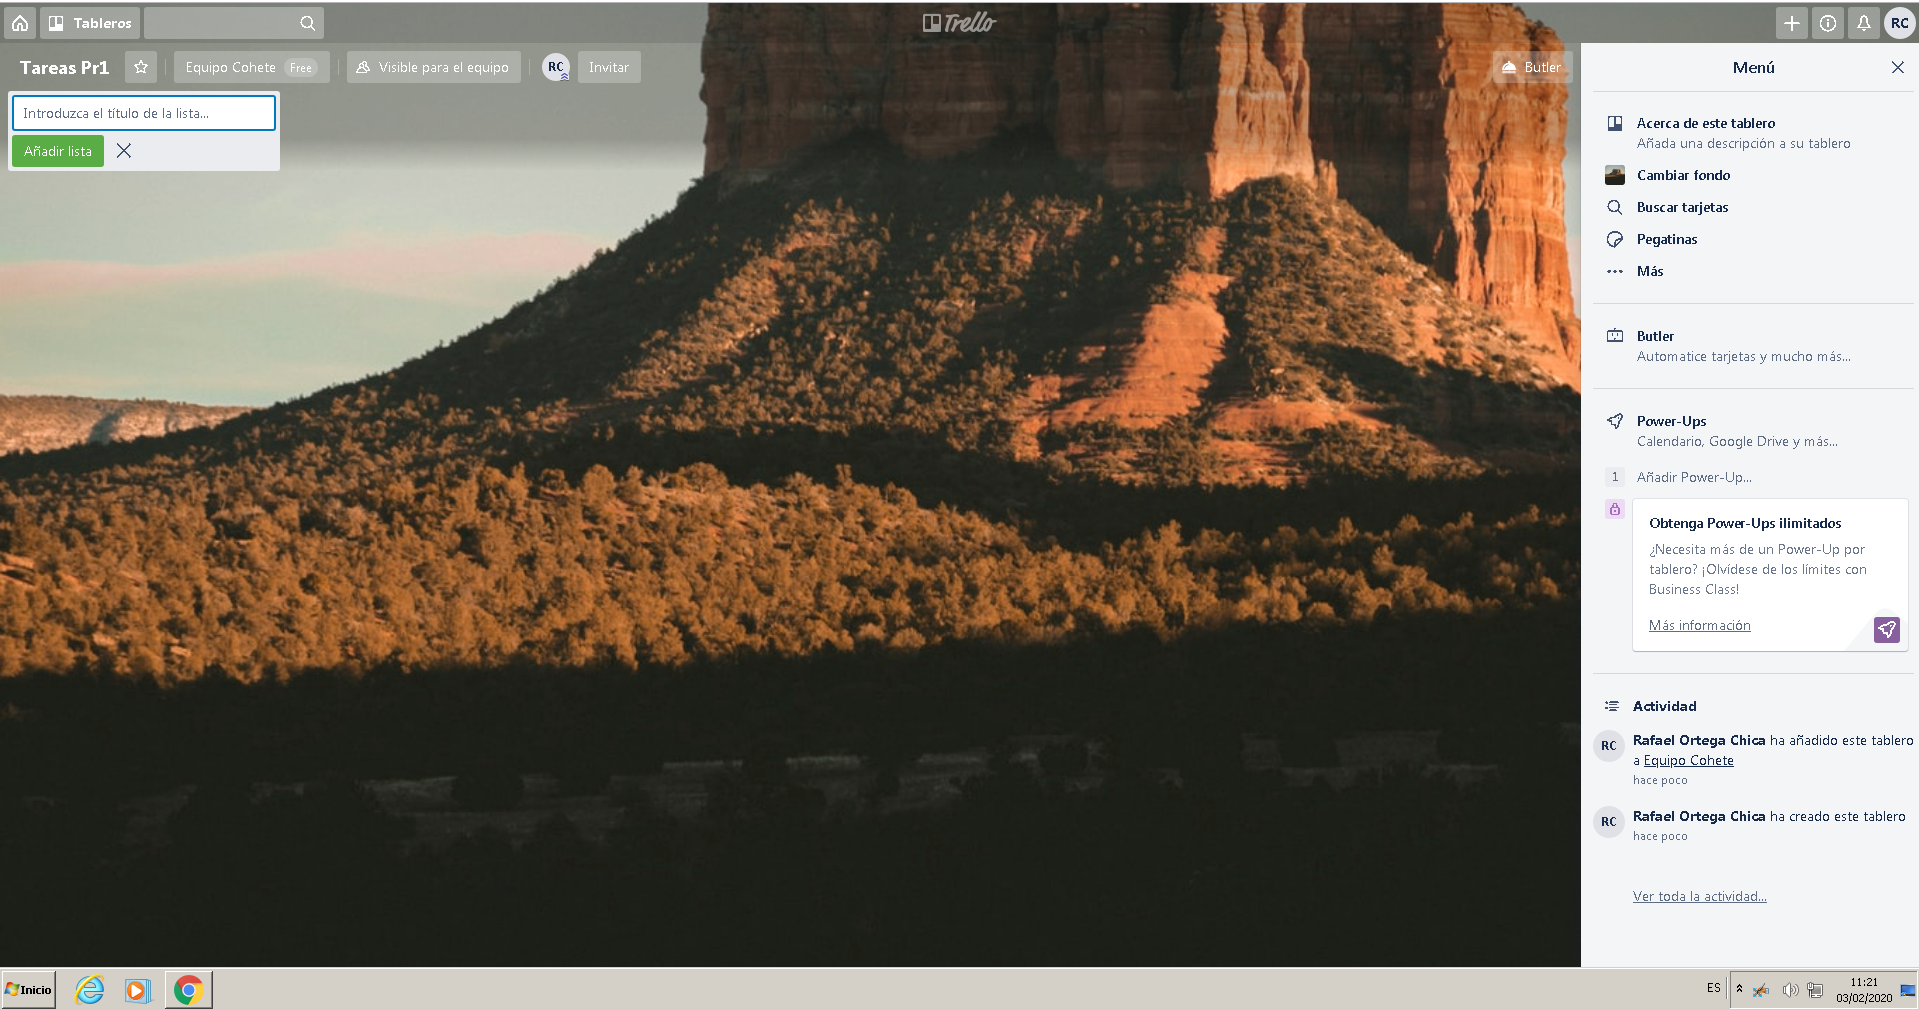 Tableros
Trello
RC
Tareas Pr1
Equipo Cohete Free
Visible para el equipo
RC
Invitar
Butler
Introduzca el título de la lista...
Añadir lista
Menú
Acerca de este tablero
Añada una descripción a su tablero
Cambiar fondo
Buscar tarjetas
Pegatinas
Más
Butler
Automatice tarjetas y mucho más...
Power-Ups
Calendario, Google Drive y más...
1 Añadir Power-Up...
Obtenga Power-Ups ilimitados
¿Necesita más de un Power-Up por
tablero? ¡Olvídese de los límites con
Business Class!
Más información
Actividad
RC
Rafael Ortega Chica ha añadido este tablero
a Equipo Cohete
hace poco
RC
Rafael Ortega Chica ha creado este tablero
hace poco
Ver toda la actividad...
Inicio
ES
11:21
03/02/2020